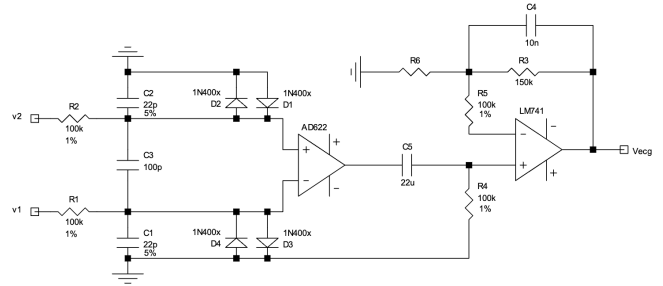 C4
10n
R6
R3
150k
C2
22p
5%
1N400x
D2
1N400x
D1
R5
100k
1%
LM741
v2
R2
100k
1%
AD622
+
−
+
−
C5
22u
−
+
−
+
Vecg
C3
100p
v1
R1
100k
1%
R4
100k
1%
C1
22p
5%
1N400x
D4
1N400x
D3